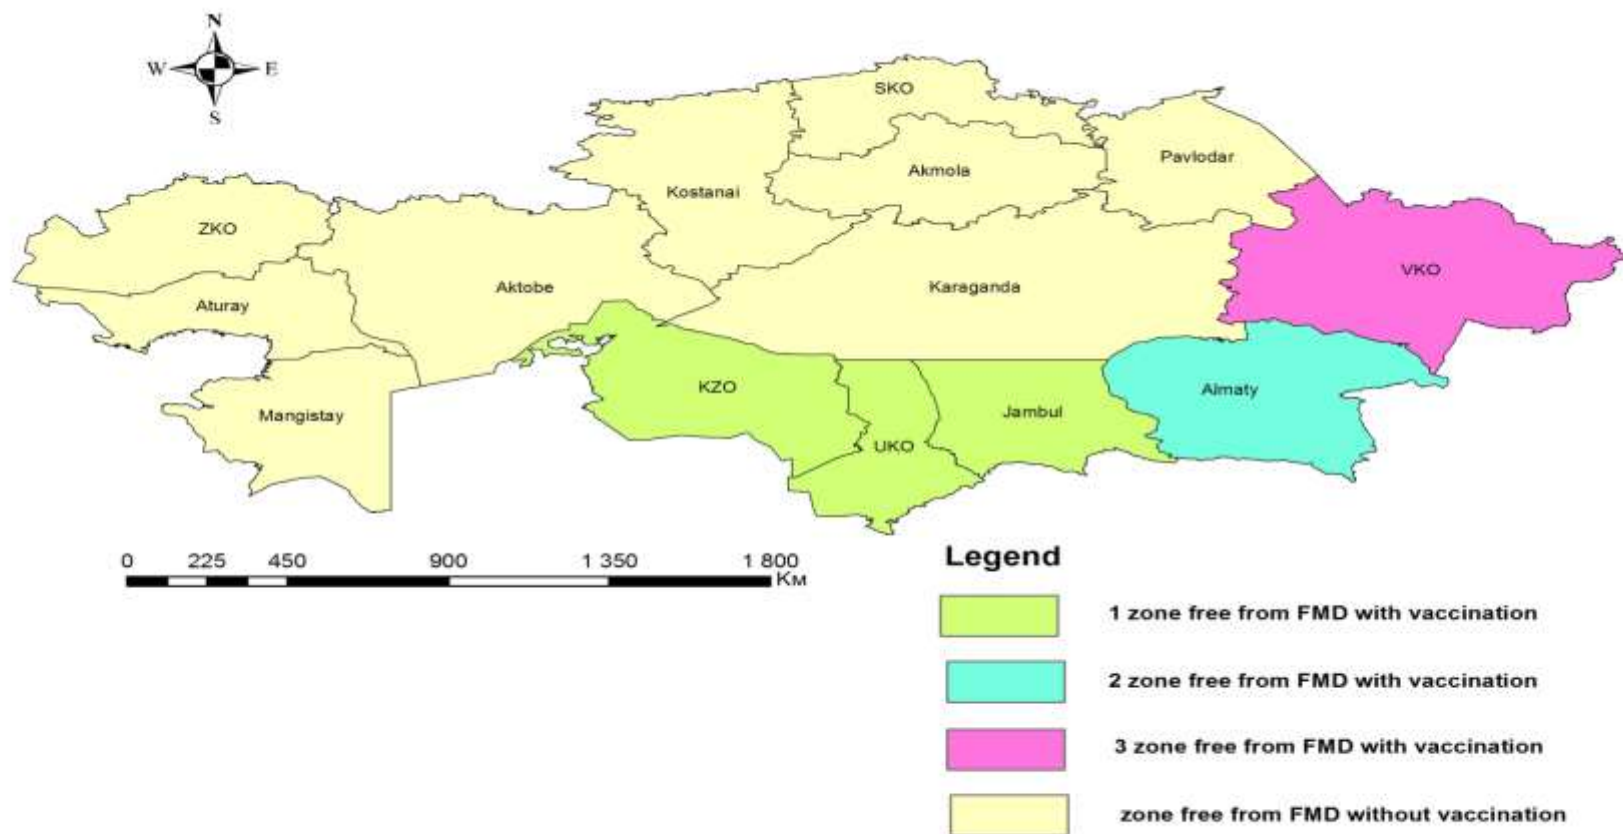 N
W E
S
SKO
Pavlodar
Akmola
Kostanai
ZKO
VKO
Aktobe
Karaganda
Aturay
KZO
Almaty
Mangistay
Jambul
UKO
0 225 450 900 1 350 1 800
Км
Legend
1 zone free from FMD with vaccination
2 zone free from FMD with vaccination
3 zone free from FMD with vaccination
zone free from FMD without vaccination